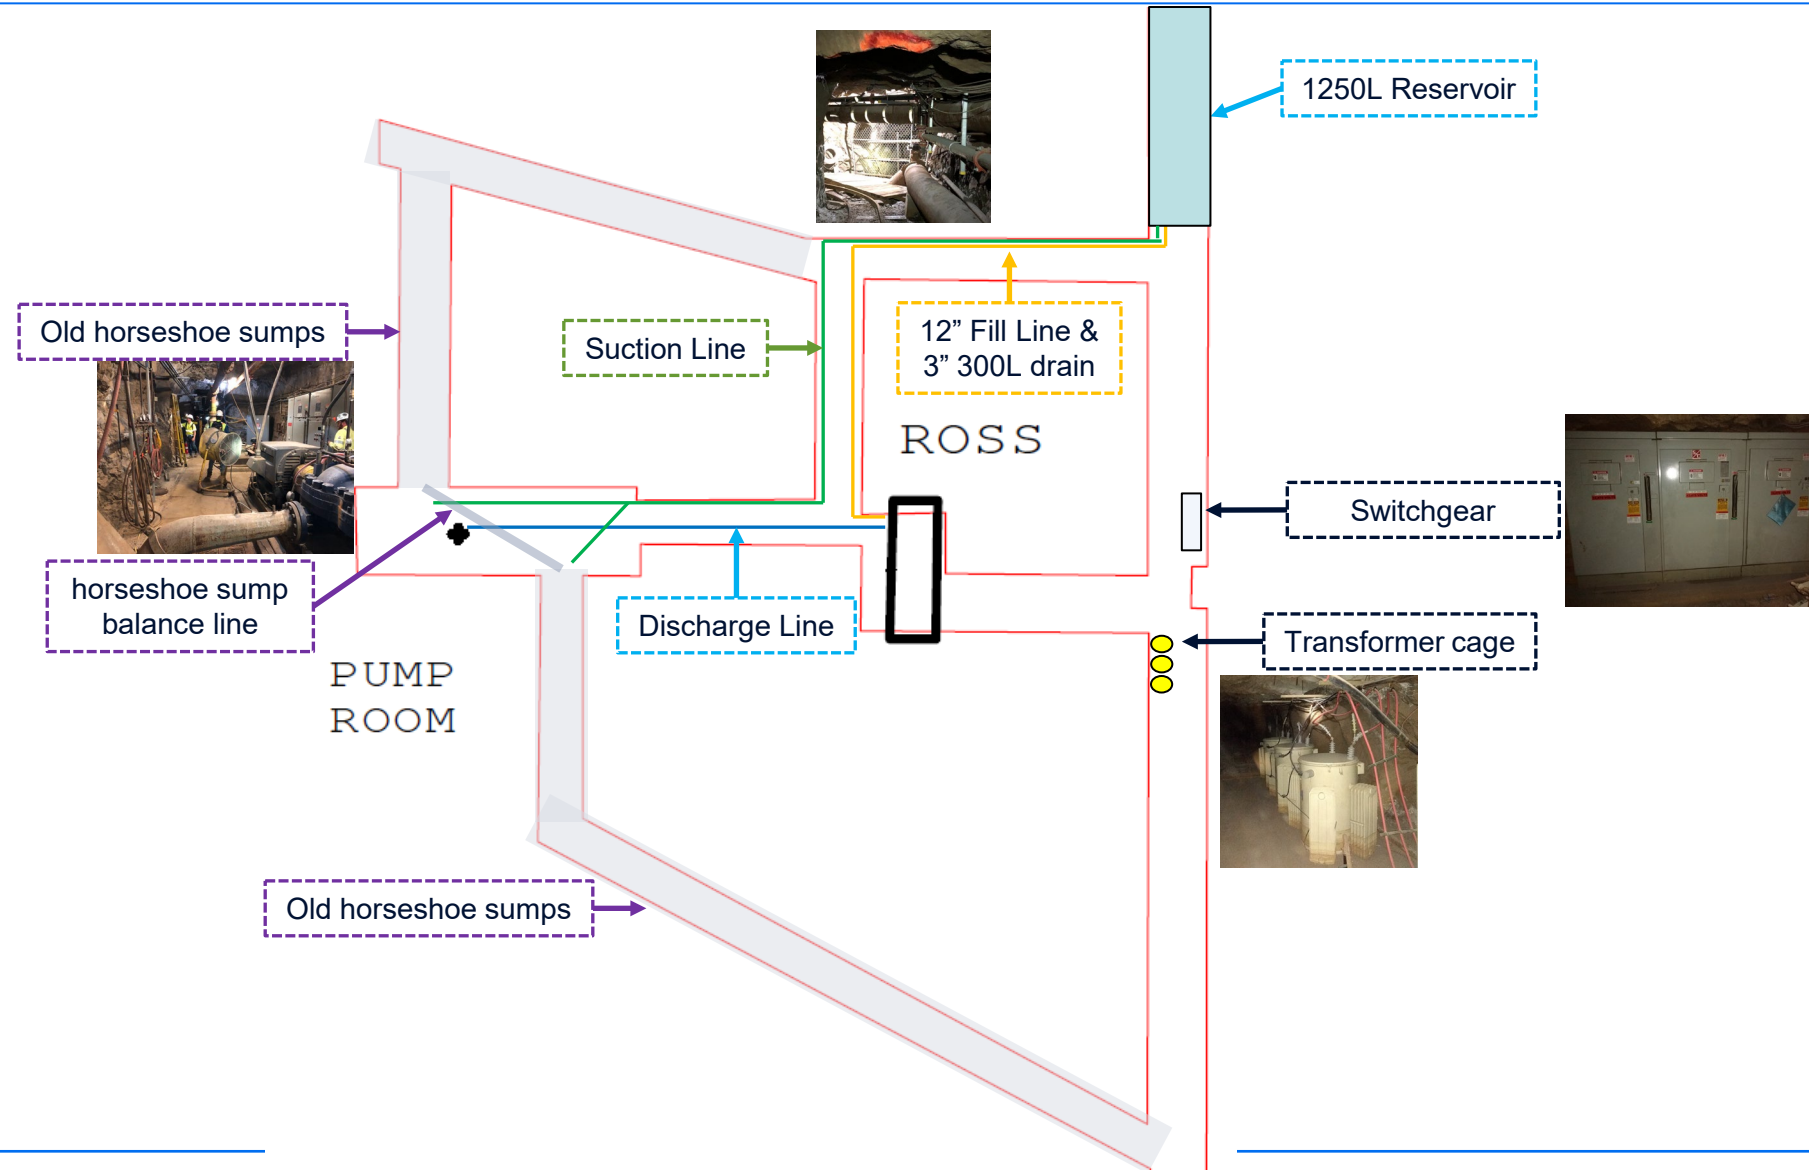 1250L Reservoir
Old horseshoe sumps
Suction Line
12” Fill Line &
3” 300L drain
ROSS
Switchgear
horseshoe sump
balance line
Discharge Line
Transformer cage
PUMP
ROOM
Old horseshoe sumps